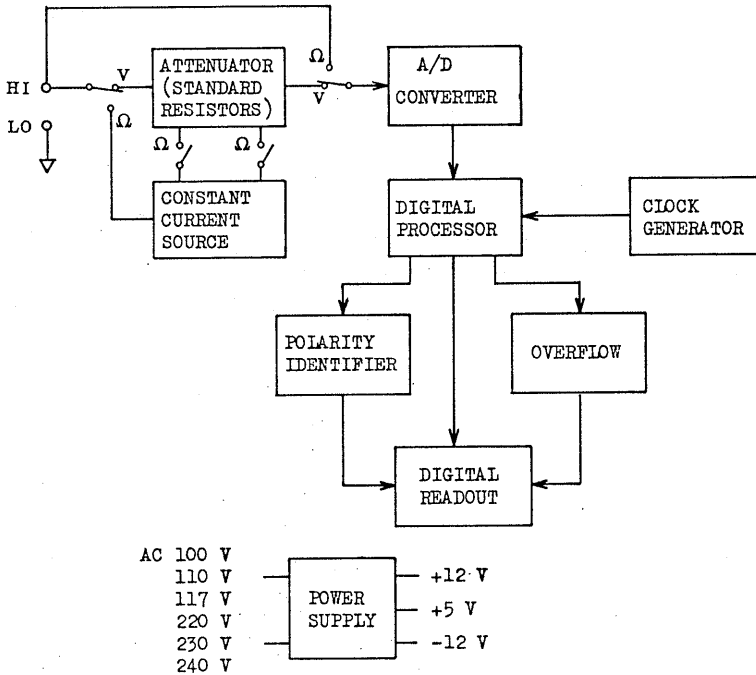 Ω
ATTENUATOR
(STANDARD
RESISTORS)
A/D
CONVERTER
HI
V
V
LO
Ω
Ω
Ω
CONSTANT
CURRENT
SOURCE
DIGITAL
PROCESSOR
CLOCK
GENERATOR
POLARITY
IDENTIFIER
OVERFLOW
DIGITAL
READOUT
AC 100 V
110 V
117 V
220 V
230 V
240 V
POWER
SUPPLY
+12 V
+5 V
-12 V